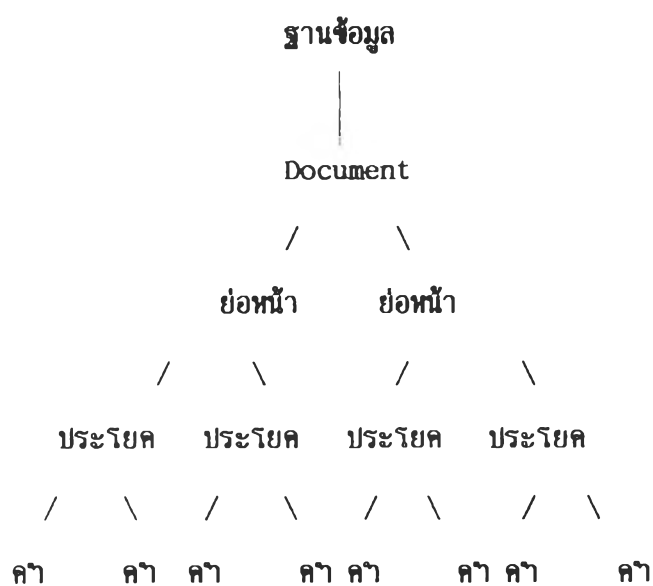 ฐานข้อมูล
Document
ย่อหน้า ย่อหน้า
ประโยค ประโยค ประโยค ประโยค
คำ คำ คำ คำ คำ คำ คำ คำ